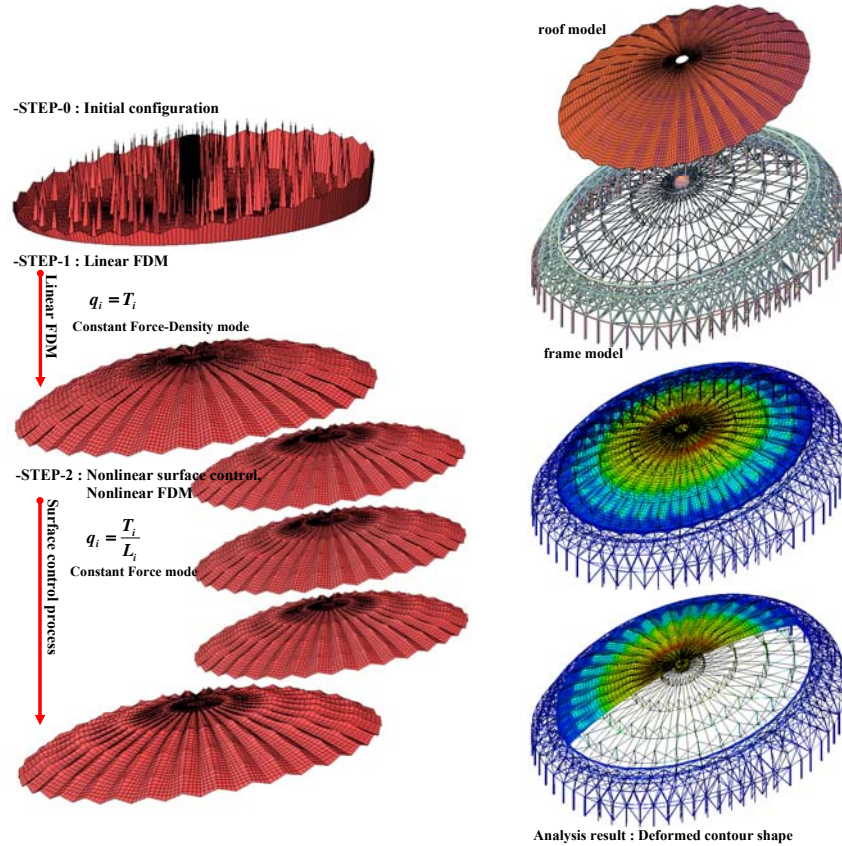 -STEP-0 : Initial configuration
-STEP-1 : Linear FDM
Linear FDM
q_i = T_i
Constant Force-Density mode
-STEP-2 : Nonlinear surface control,
Nonlinear FDM
Surface control process
q_i = T_i / L_i
Constant Force mode
roof model
frame model
Analysis result : Deformed contour shape